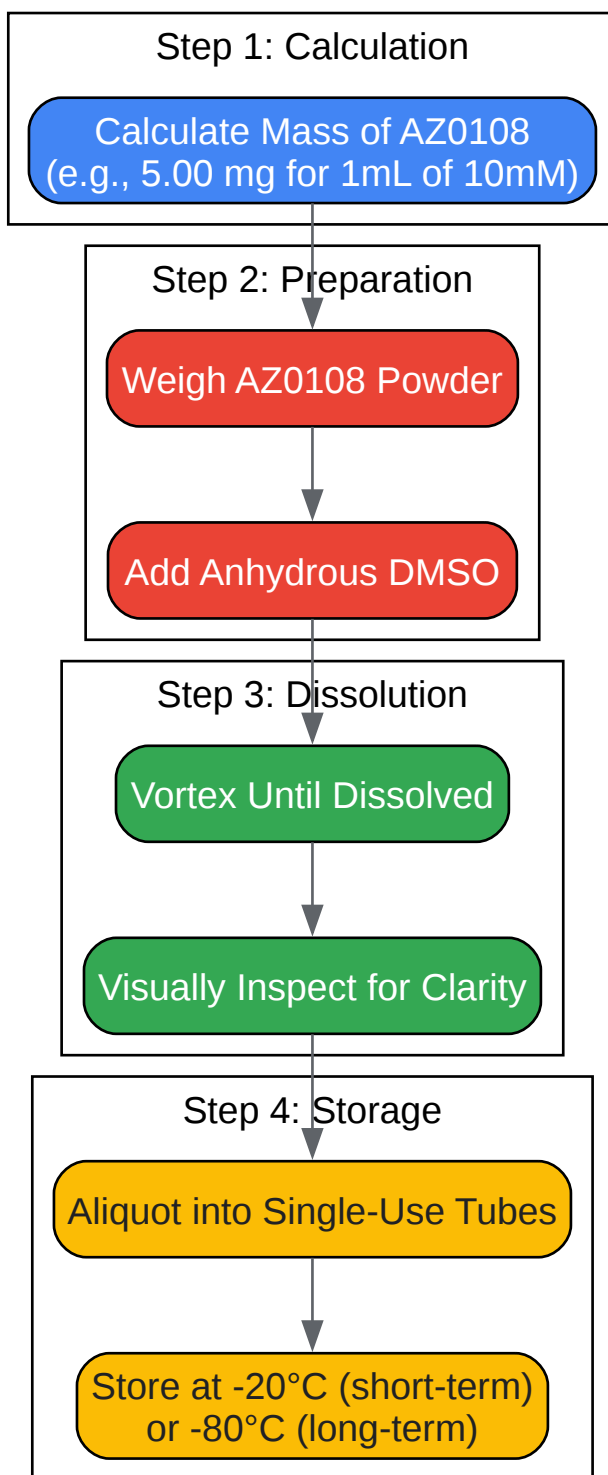 Step 1: Calculation
Calculate Mass of AZ0108
(e.g., 5.00 mg for 1mL of 10mM)
Step 2: Preparation
Weigh AZ0108 Powder
Add Anhydrous DMSO
Step 3: Dissolution
Vortex Until Dissolved
Visually Inspect for Clarity
Step 4: Storage
Aliquot into Single-Use Tubes
Store at -20°C (short-term)
or -80°C (long-term)